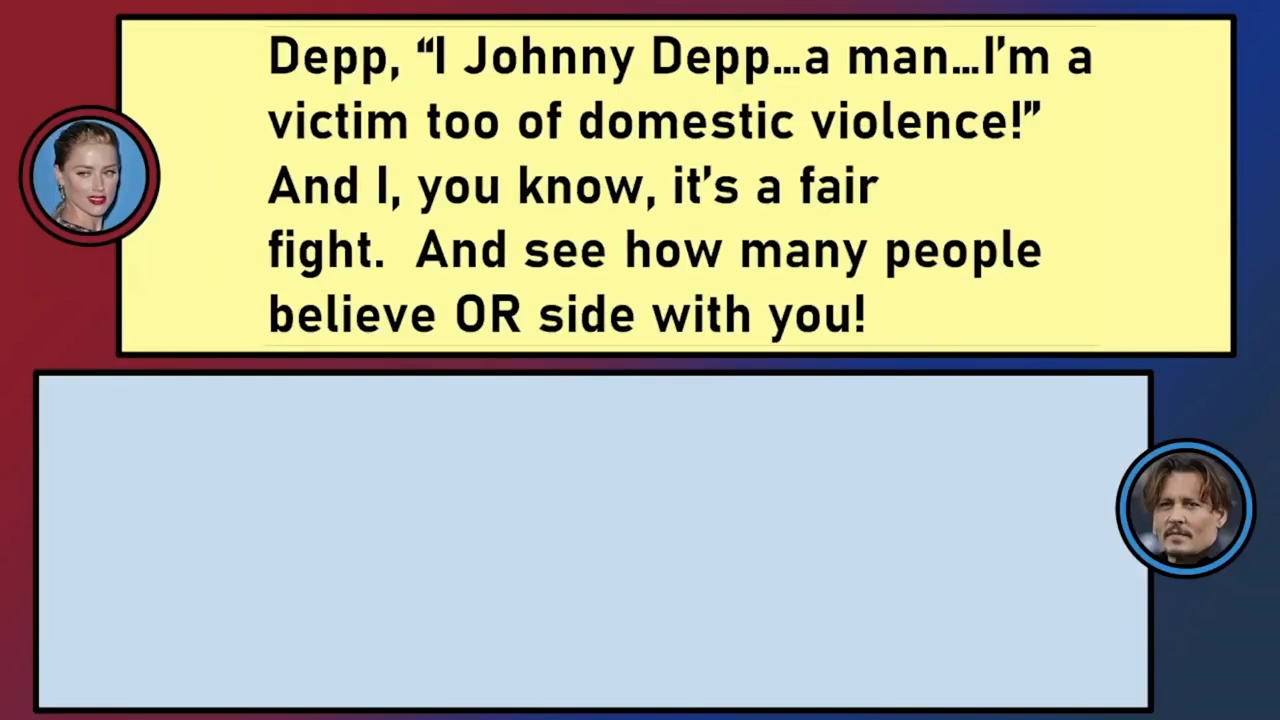 Depp, “I Johnny Depp...a man...I’m a
victim too of domestic violence!”
And I, you know, it’s a fair
fight.  And see how many people
believe OR side with you!